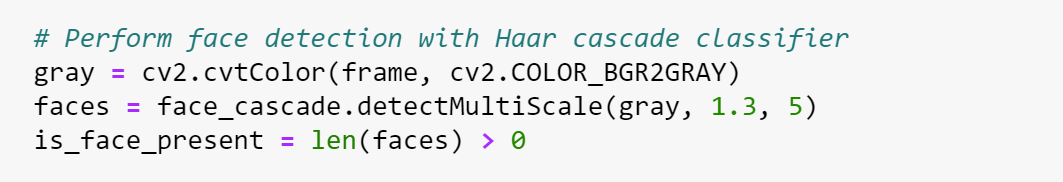 # Perform face detection with Haar cascade classifier
gray = cv2.cvtColor(frame, cv2.COLOR_BGR2GRAY)
faces = face_cascade.detectMultiScale(gray, 1.3, 5)
is_face_present = len(faces) > 0